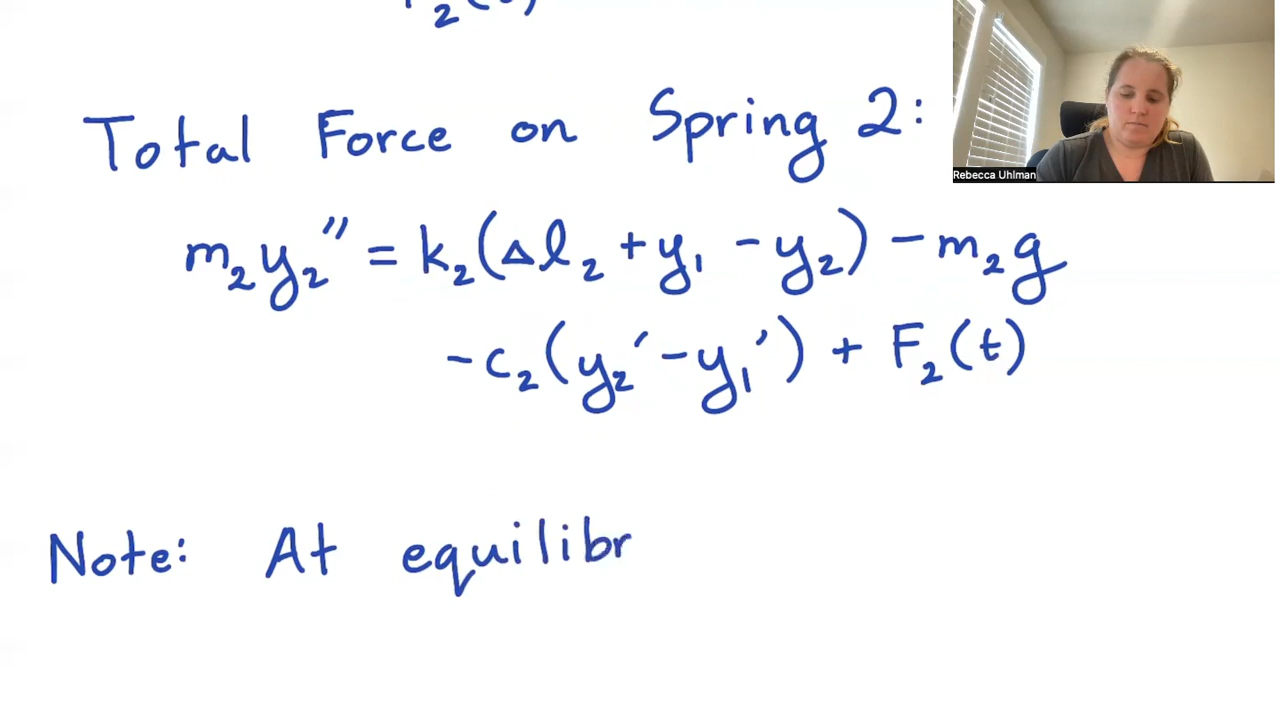 Total Force on Spring 2:
m₂y₂'' = k₂(Δl₂ + y₁ - y₂) - m₂g
-c₂(y₂' - y₁') + F₂(t)
Note: At equilibr
Rebecca Uhlman